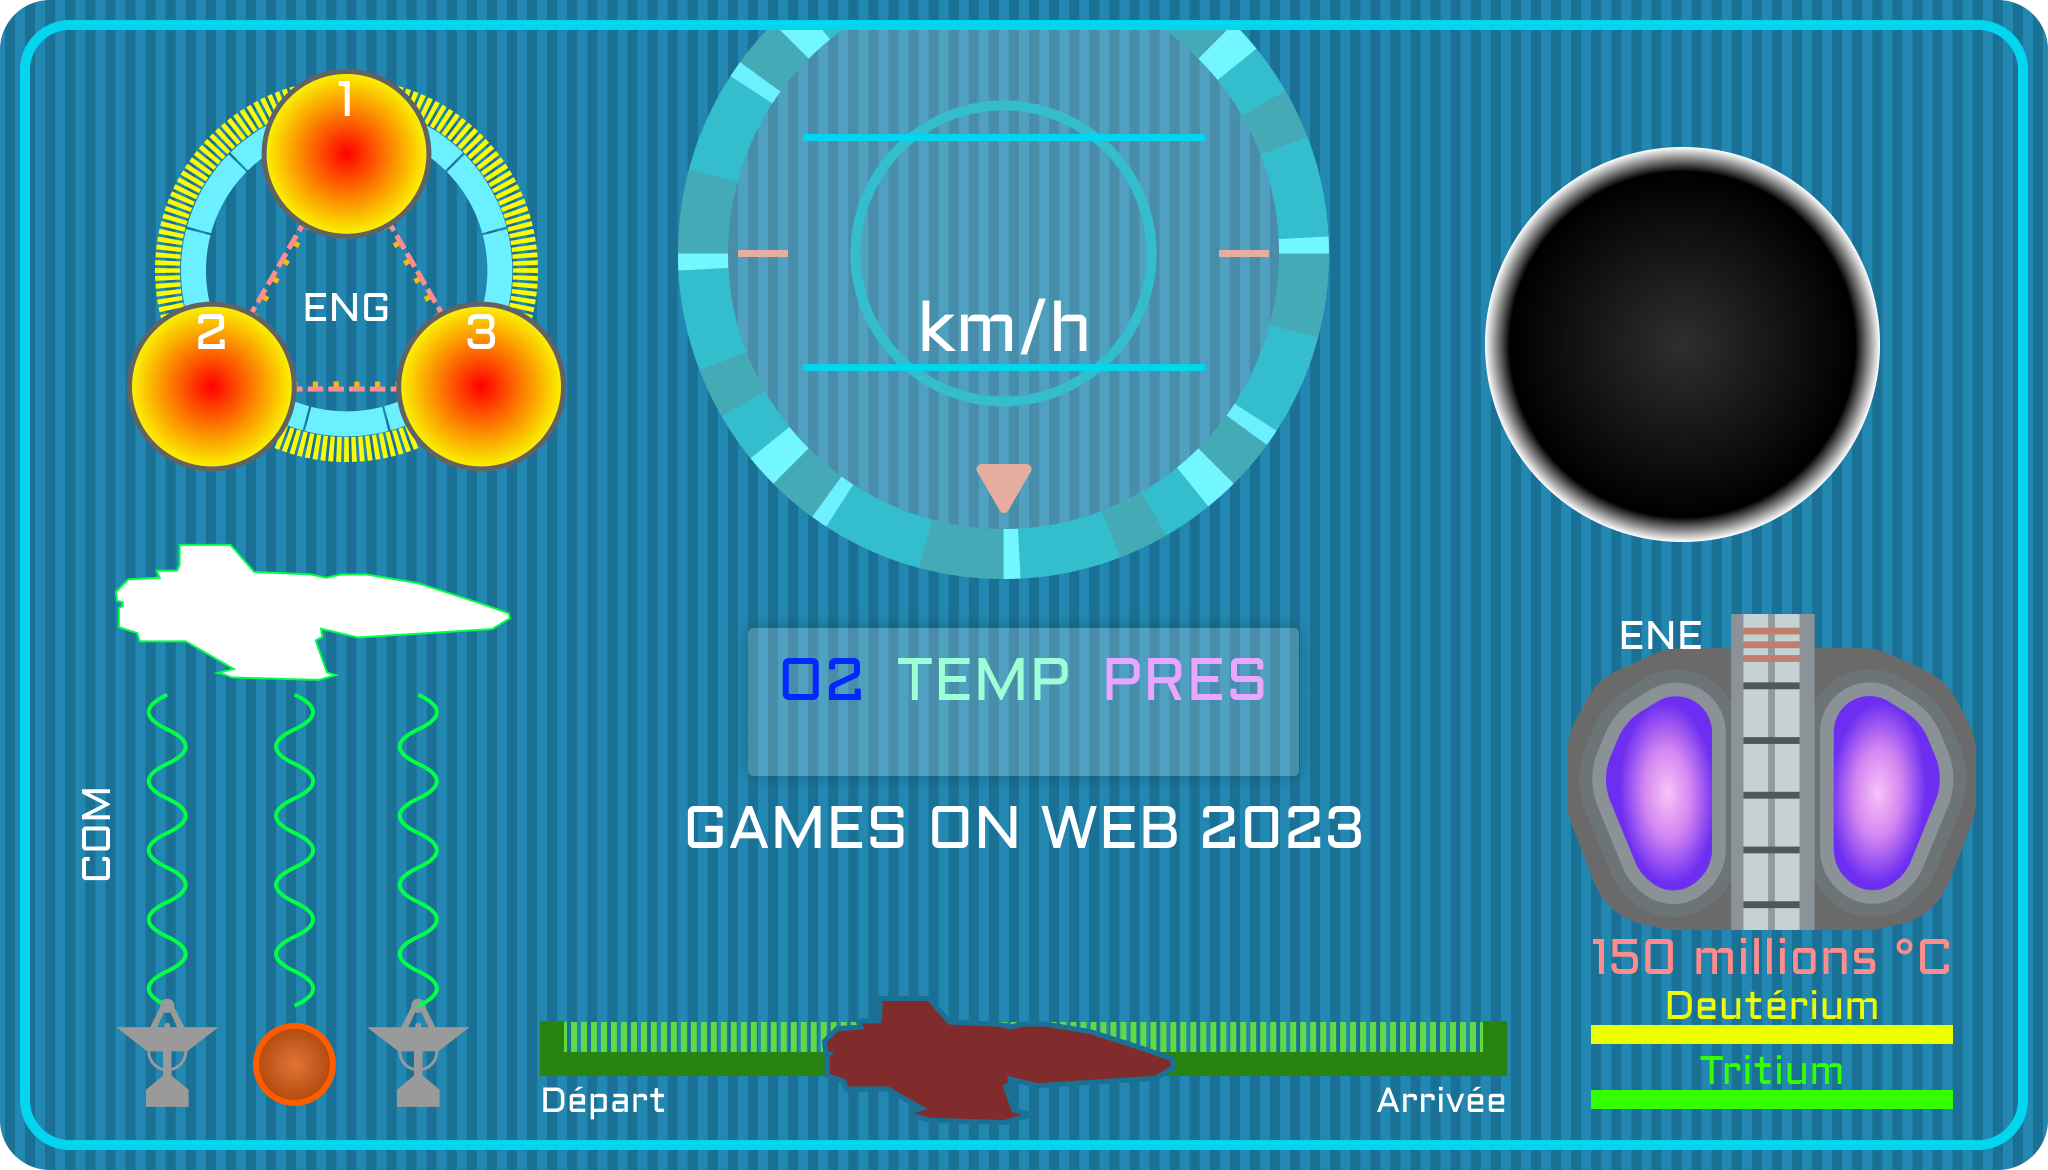 1
2
ENG
3
km/h
O2 TEMP PRES
GAMES ON WEB 2023
COM
ENE
150 millions °C
Deutérium
Tritium
Départ
Arrivée